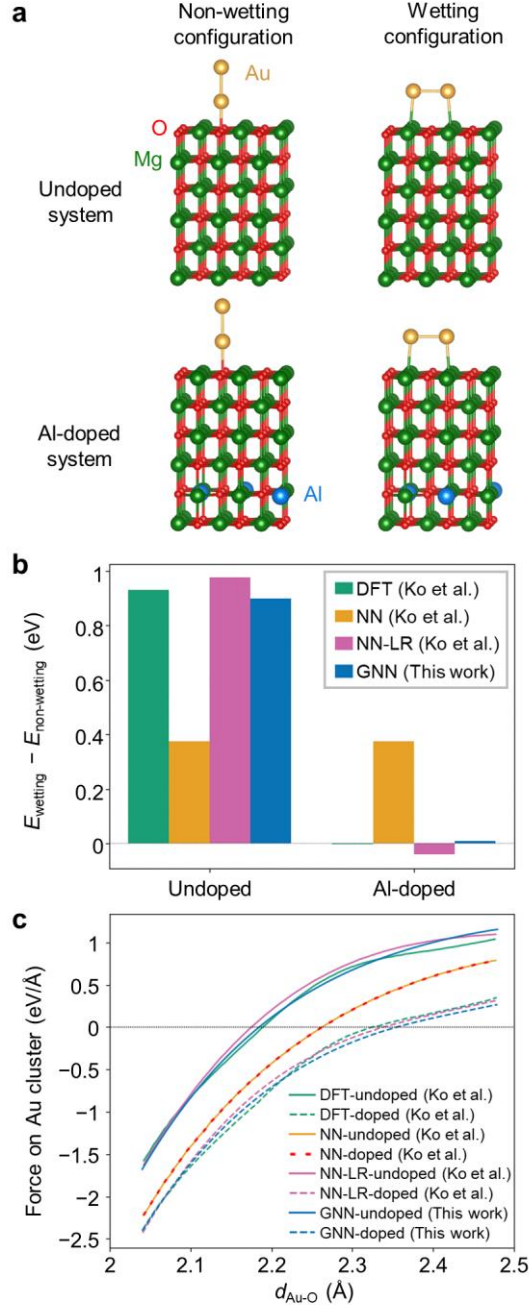 a
Non-wetting
configuration
Wetting
configuration
Au
O
Mg
Undoped
system
Al-doped
system
Al
b
E_wetting − E_non-wetting (eV)
1
0.8
0.6
0.4
0.2
0
DFT (Ko et al.)
NN (Ko et al.)
NN-LR (Ko et al.)
GNN (This work)
Undoped
Al-doped
c
Force on Au cluster (eV/Å)
1
0.5
0
−0.5
−1
−1.5
−2
−2.5
DFT-undoped (Ko et al.)
DFT-doped (Ko et al.)
NN-undoped (Ko et al.)
NN-doped (Ko et al.)
NN-LR-undoped (Ko et al.)
NN-LR-doped (Ko et al.)
GNN-undoped (This work)
GNN-doped (This work)
2
2.1
2.2
2.3
2.4
2.5
d_Au-O (Å)